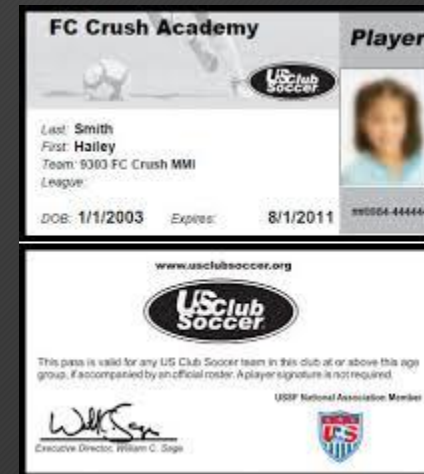 FC Crush Academy
Player
US Club
Soccer
Last: Smith
First: Hailey
Team: 9303 FC Crush MMI
League:
DOB: 1/1/2003 Expires: 8/1/2011
www.usclubsoccer.org
US Club
Soccer
This pass is valid for any US Club Soccer team in this club at or above this age
group, if accompanied by an official roster. A player signature is not required.
USSF National Association Member
US
Executive Director, William C. Sage